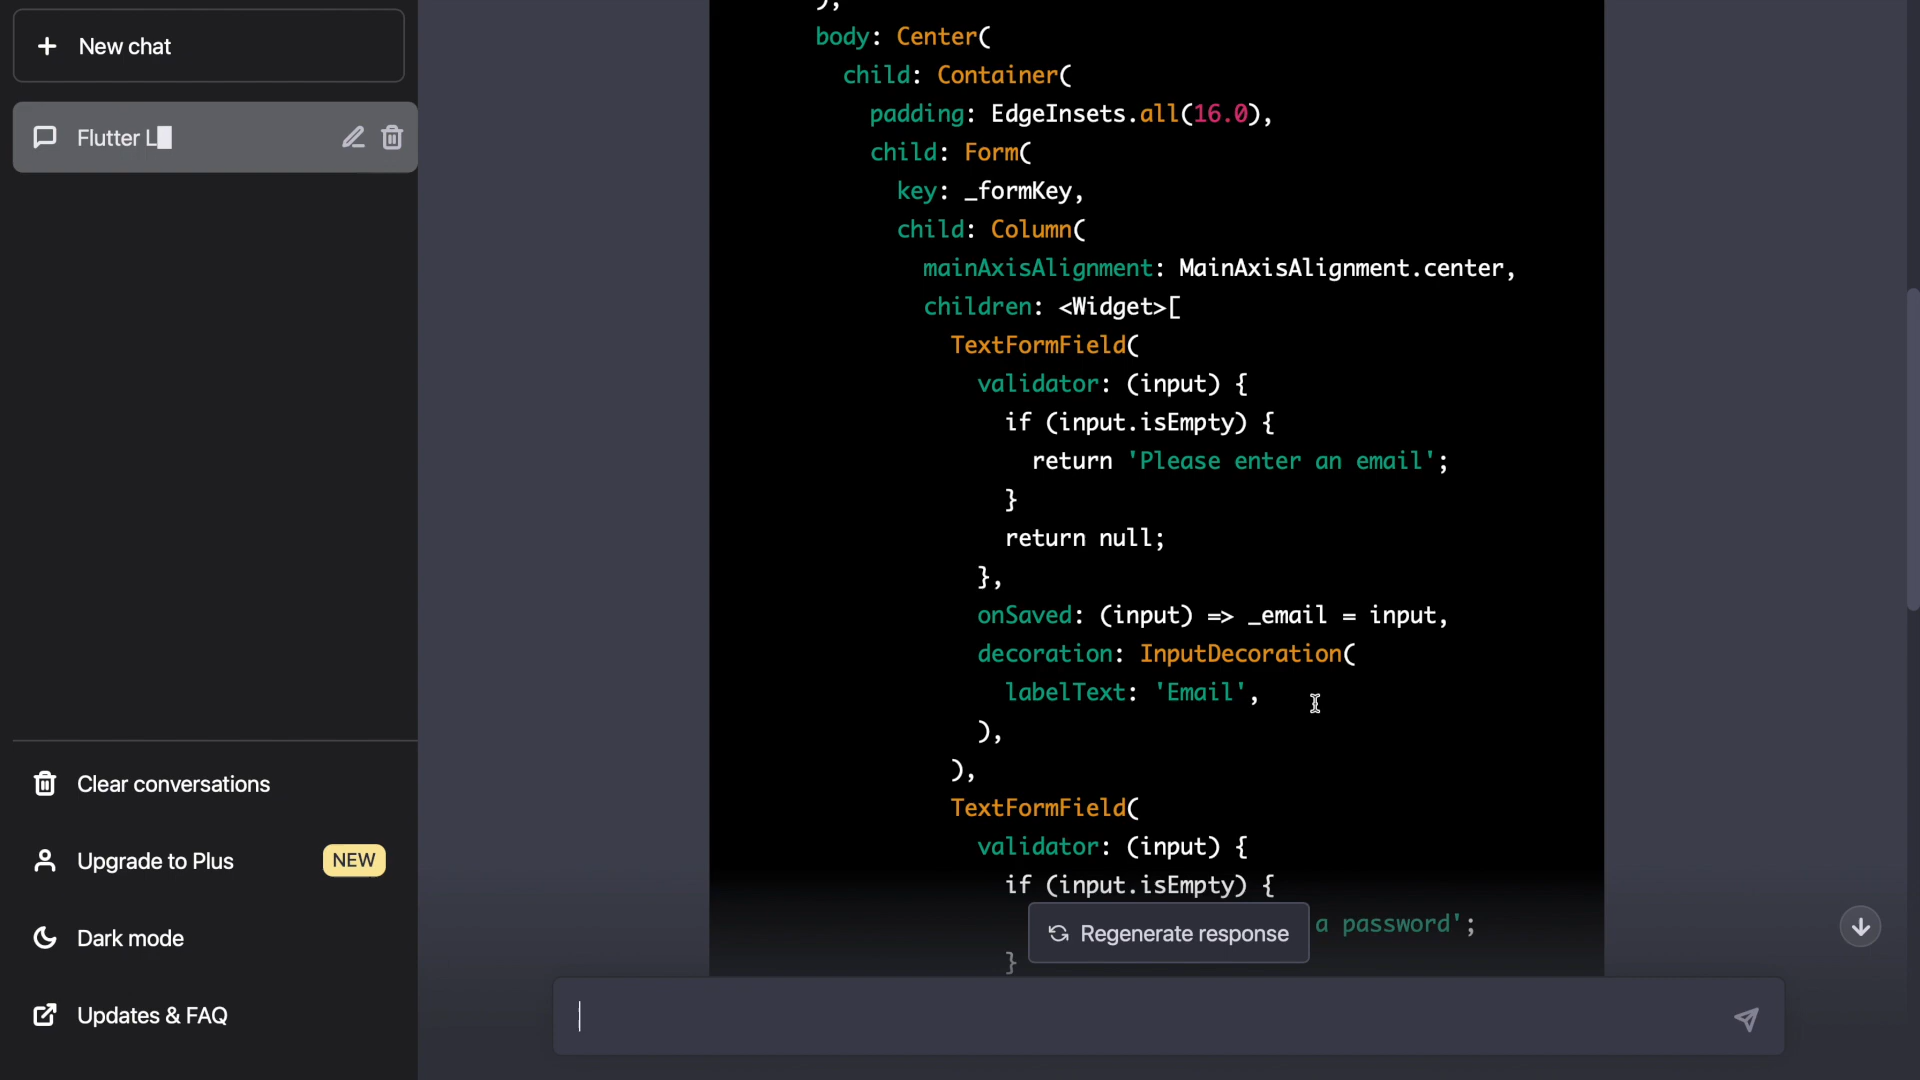 New chat
Flutter L
Clear conversations
Upgrade to Plus
NEW
Dark mode
Updates & FAQ
),
body: Center(
child: Container(
padding: EdgeInsets.all(16.0),
child: Form(
key: _formKey,
child: Column(
mainAxisAlignment: MainAxisAlignment.center,
children: <Widget>[
TextFormField(
validator: (input) {
if (input.isEmpty) {
return 'Please enter an email';
}
return null;
},
onSaved: (input) => _email = input,
decoration: InputDecoration(
labelText: 'Email',
),
),
TextFormField(
validator: (input) {
if (input.isEmpty) {
a password';
}
Regenerate response